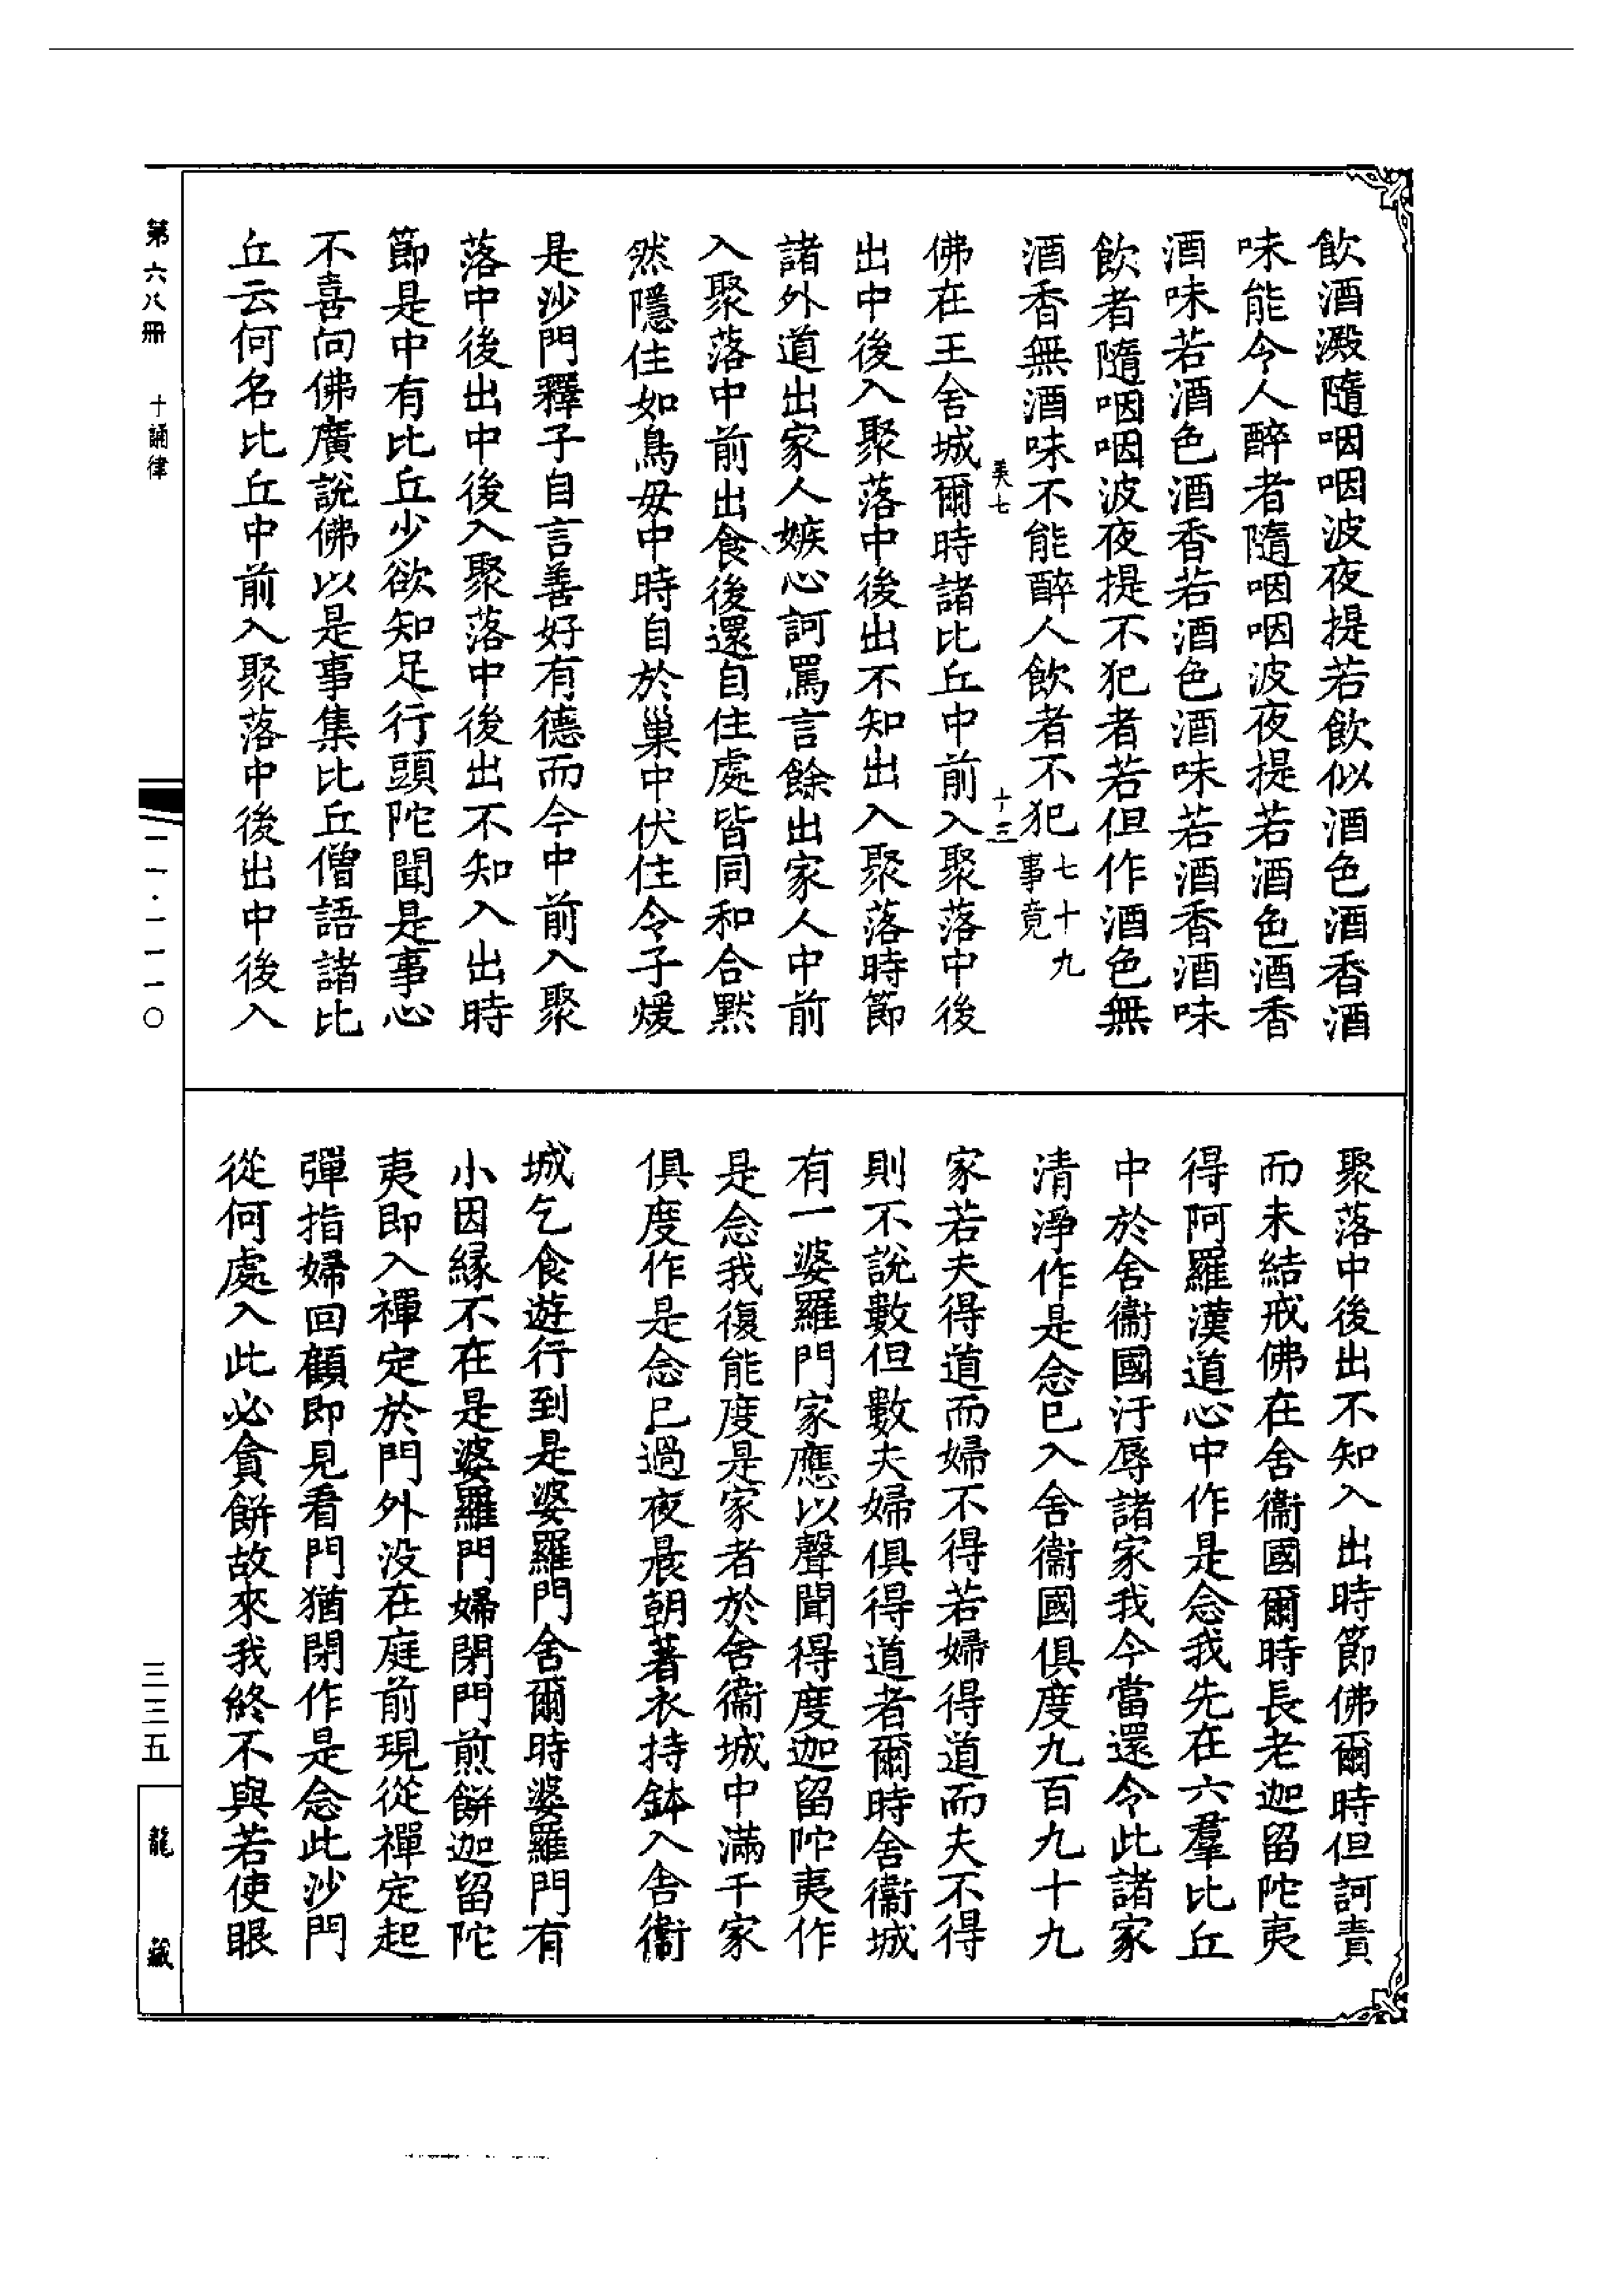 飲酒澱隨咽咽波夜提若飲似酒色酒香酒
味能令人醉者隨咽咽波夜提若酒色酒香
酒味若酒色酒香若酒色酒味若酒香酒味
飲者隨咽咽波夜提不犯者若但作酒色無
酒香無酒味不能醉人飲者不犯七十九事竟
佛在王舍城爾時諸比丘中前入聚落中後
出中後入聚落中後出不知出入聚落時節
諸外道出家人嫉心訶罵言餘出家人中前
入聚落中前出食後還自住處皆同和合默
然隱住如鳥毋中時自於巢中伏住令子煖
是沙門釋子自言善好有德而今中前入聚
落中後出中後入聚落中後出不知入出時
節是中有比丘少欲知足行頭陀聞是事心
不喜向佛廣說佛以是事集比丘僧語諸比
丘云何名比丘中前入聚落中後出中後入
聚落中後出不知入出時節佛爾時但訶責
而未結戒佛在舍衞國爾時長老迦留陀夷
得阿羅漢道心中作是念我先在六羣比丘
中於舍衞國汙辱諸家我今當還令此諸家
清淨作是念已入舍衞國俱度九百九十九
家若夫得道而婦不得若婦得道而夫不得
則不說數但數夫婦俱得道者爾時舍衞城
有一婆羅門家應以聲聞得度迦留陀夷作
是念我復能度是家者於舍衞城中滿千家
俱度作是念已過夜晨朝著衣持鉢入舍衞
城乞食遊行到是婆羅門舍爾時婆羅門有
小因緣不在是婆羅門婦閉門煎餅迦留陀
夷即入禪定於門外没在庭前現從禪定起
彈指婦回顧即見看門猶閉作是念此沙門
從何處入此必貪餅故來我終不與若使眼
美七
十三
第六八冊
十誦律
一一·一一一〇
三三五
龍藏